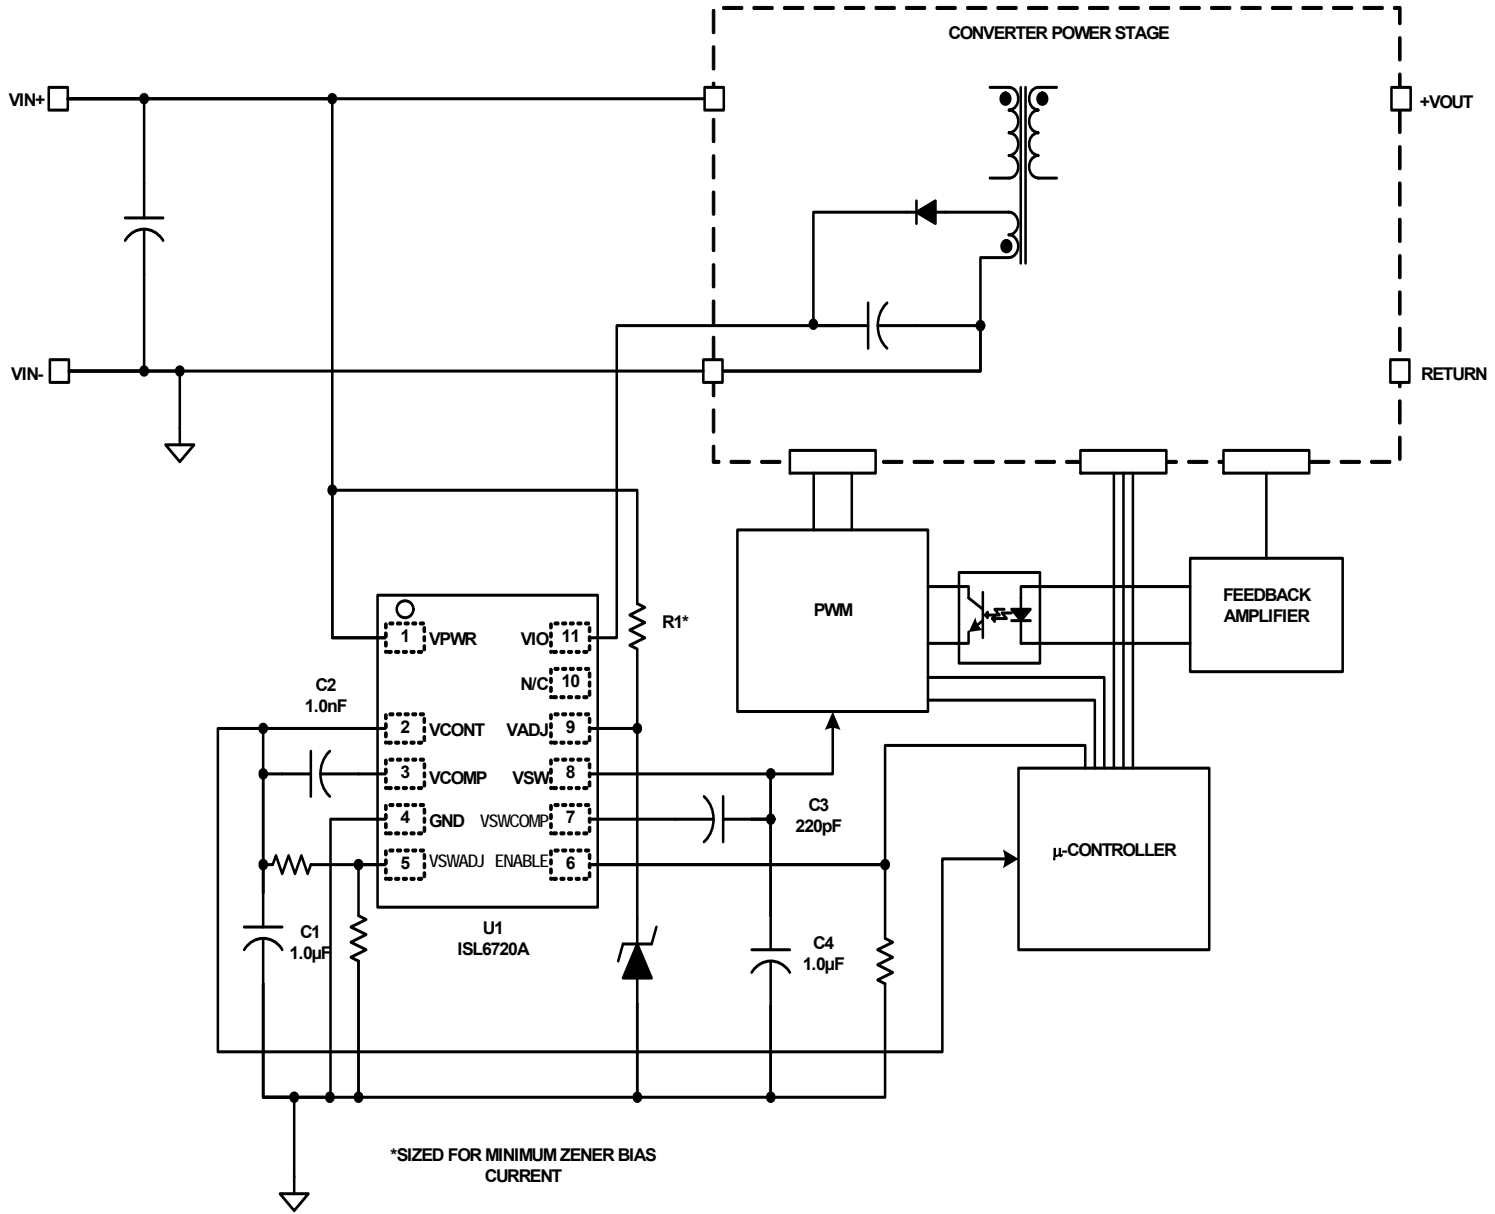 CONVERTER POWER STAGE
VIN+
+VOUT
VIN-
RETURN
PWM
FEEDBACK
AMPLIFIER
R1*
1 VPWR
VIO 11
N/C 10
C2
1.0nF
2 VCONT
VADJ 9
3 VCOMP
VSW 8
4 GND
VSWCOMP 7
5 VSWADJ
ENABLE 6
C3
220pF
µ-CONTROLLER
U1
ISL6720A
C1
1.0µF
C4
1.0µF
*SIZED FOR MINIMUM ZENER BIAS
CURRENT